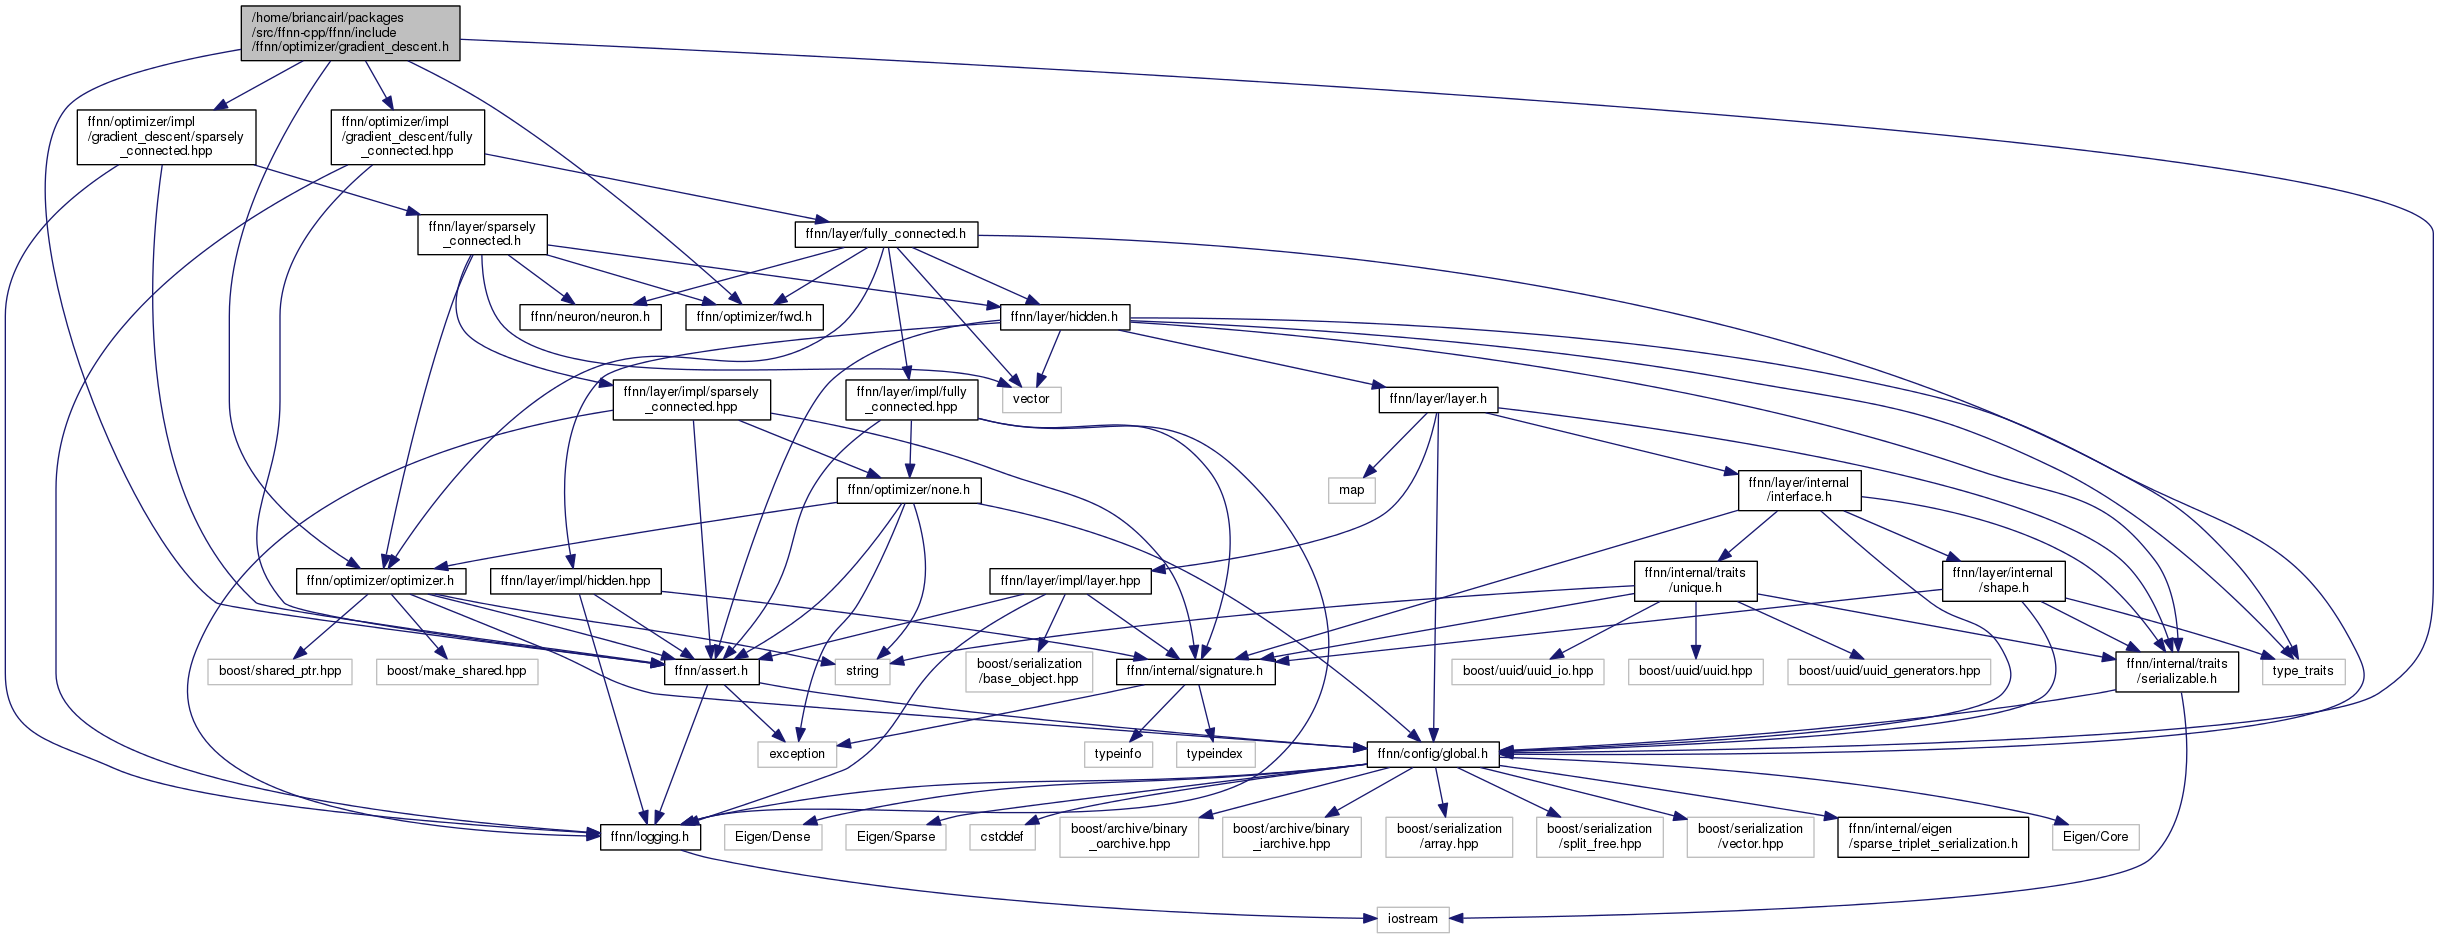 /home/briancairl/packages
/src/ffnn-cpp/ffnn/include
/ffnn/optimizer/gradient_descent.h
ffnn/optimizer/impl
/gradient_descent/sparsely
_connected.hpp
ffnn/optimizer/impl
/gradient_descent/fully
_connected.hpp
ffnn/layer/sparsely
_connected.h
ffnn/layer/fully_connected.h
ffnn/neuron/neuron.h
ffnn/optimizer/fwd.h
ffnn/layer/hidden.h
ffnn/layer/impl/sparsely
_connected.hpp
ffnn/layer/impl/fully
_connected.hpp
vector
ffnn/layer/layer.h
ffnn/optimizer/none.h
map
ffnn/layer/internal
/interface.h
ffnn/optimizer/optimizer.h
ffnn/layer/impl/hidden.hpp
ffnn/layer/impl/layer.hpp
ffnn/internal/traits
/unique.h
ffnn/layer/internal
/shape.h
boost/shared_ptr.hpp
boost/make_shared.hpp
ffnn/assert.h
string
boost/serialization
/base_object.hpp
ffnn/internal/signature.h
boost/uuid/uuid_io.hpp
boost/uuid/uuid.hpp
boost/uuid/uuid_generators.hpp
ffnn/internal/traits
/serializable.h
type_traits
exception
typeinfo
typeindex
ffnn/config/global.h
ffnn/logging.h
Eigen/Dense
Eigen/Sparse
cstddef
boost/archive/binary
_oarchive.hpp
boost/archive/binary
_iarchive.hpp
boost/serialization
/array.hpp
boost/serialization
/split_free.hpp
boost/serialization
/vector.hpp
ffnn/internal/eigen
/sparse_triplet_serialization.h
Eigen/Core
iostream